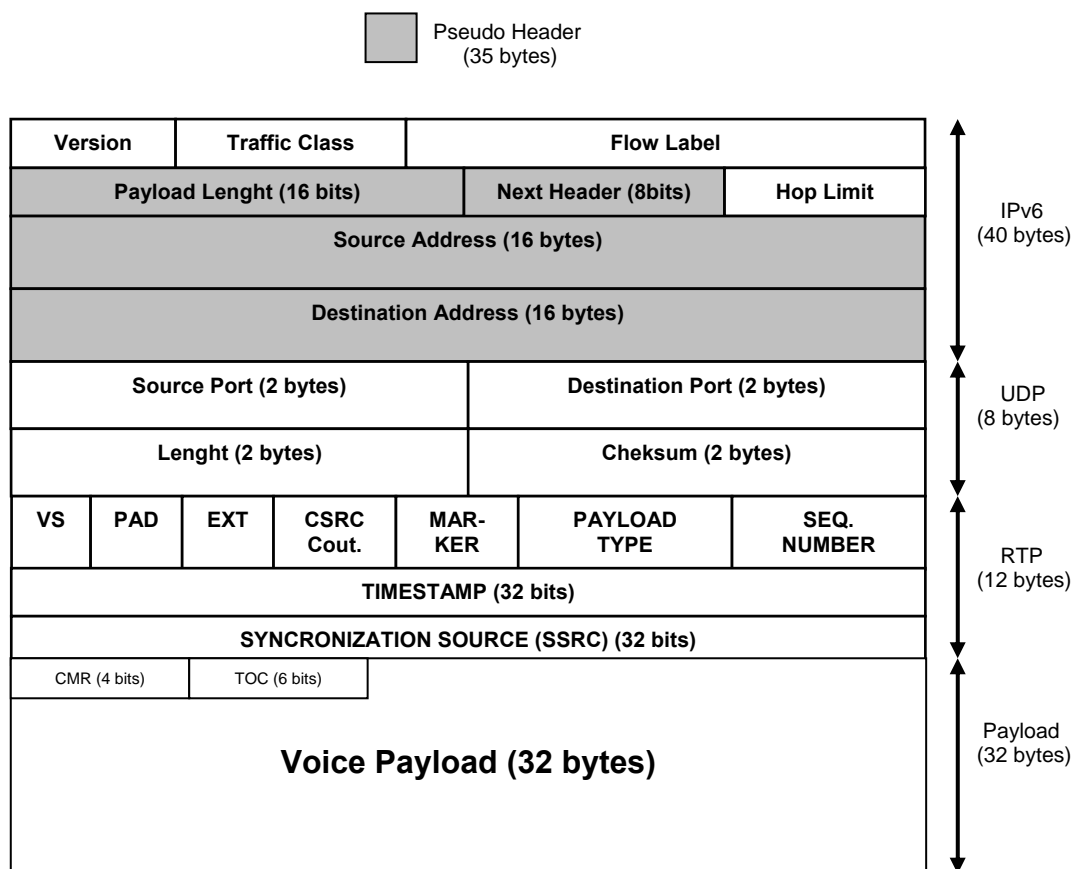 Pseudo Header
(35 bytes)
Version Traffic Class Flow Label
Payload Lenght (16 bits) Next Header (8bits) Hop Limit
Source Address (16 bytes)
Destination Address (16 bytes)
IPv6
(40 bytes)
Source Port (2 bytes) Destination Port (2 bytes)
Lenght (2 bytes) Cheksum (2 bytes)
UDP
(8 bytes)
VS PAD EXT CSRC MAR- PAYLOAD SEQ.
Cout. KER TYPE NUMBER
TIMESTAMP (32 bits)
SYNCRONIZATION SOURCE (SSRC) (32 bits)
RTP
(12 bytes)
CMR (4 bits) TOC (6 bits)
Voice Payload (32 bytes)
Payload
(32 bytes)